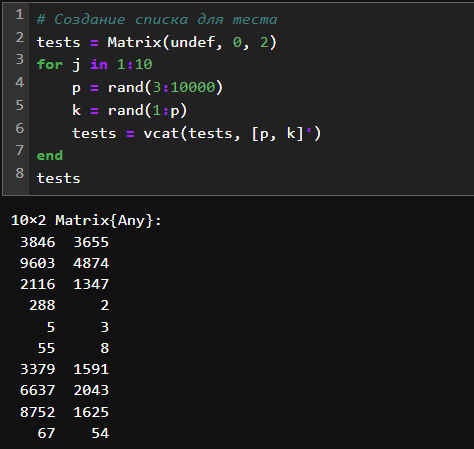 1 # Создание списка для теста
2 tests = Matrix(undef, 0, 2)
3 for j in 1:10
4     p = rand(3:10000)
5     k = rand(1:p)
6     tests = vcat(tests, [p, k]')
7 end
8 tests
10×2 Matrix{Any}:
 3846  3655
 9603  4874
 2116  1347
  288     2
    5     3
   55     8
 3379  1591
 6637  2043
 8752  1625
   67    54